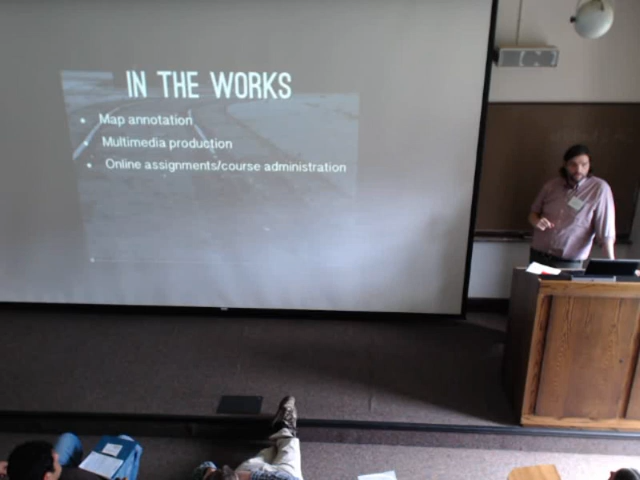 IN THE WORKS
• Map annotation
• Multimedia production
• Online assignments/course administration